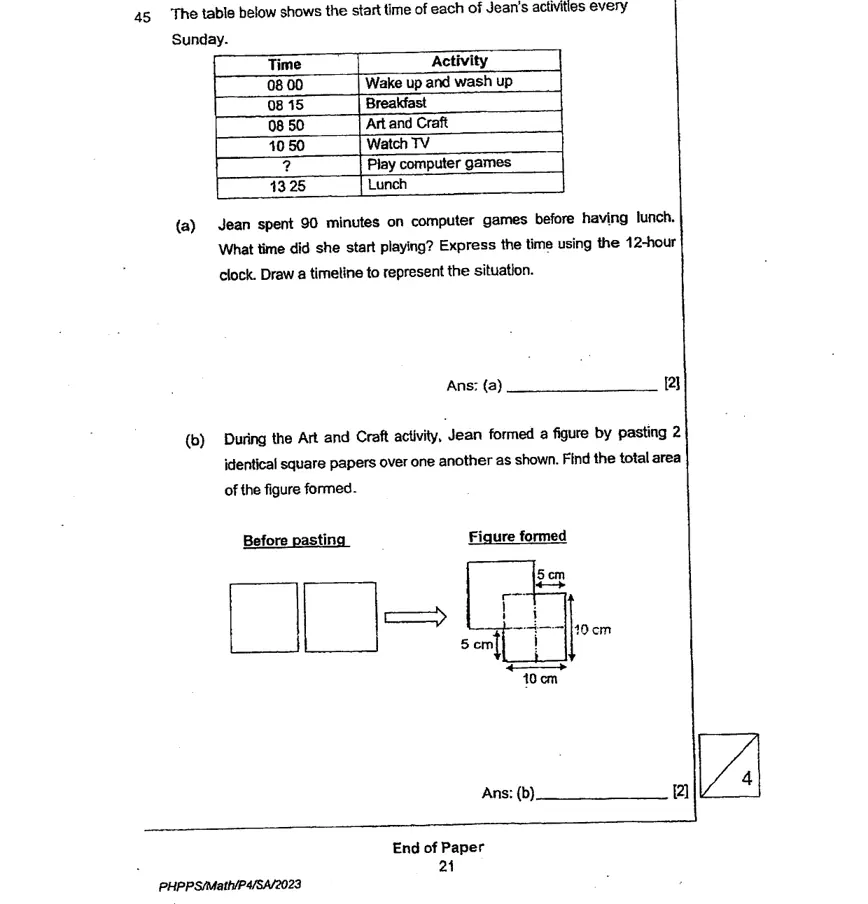 45 The table below shows the start time of each of Jean's activities every
Sunday.
Time Activity
08 00 Wake up and wash up
08 15 Breakfast
08 50 Art and Craft
10 50 Watch TV
? Play computer games
13 25 Lunch
(a) Jean spent 90 minutes on computer games before having lunch.
What time did she start playing? Express the time using the 12-hour
clock. Draw a timeline to represent the situation.
Ans: (a) ____________ [2]
(b) During the Art and Craft activity, Jean formed a figure by pasting 2
identical square papers over one another as shown. Find the total area
of the figure formed.
Before pasting Figure formed
5 cm
10 cm
5 cm
10 cm
Ans: (b)____________ [2]
4
End of Paper
21
PHPPS/Math/P4/SA/2023